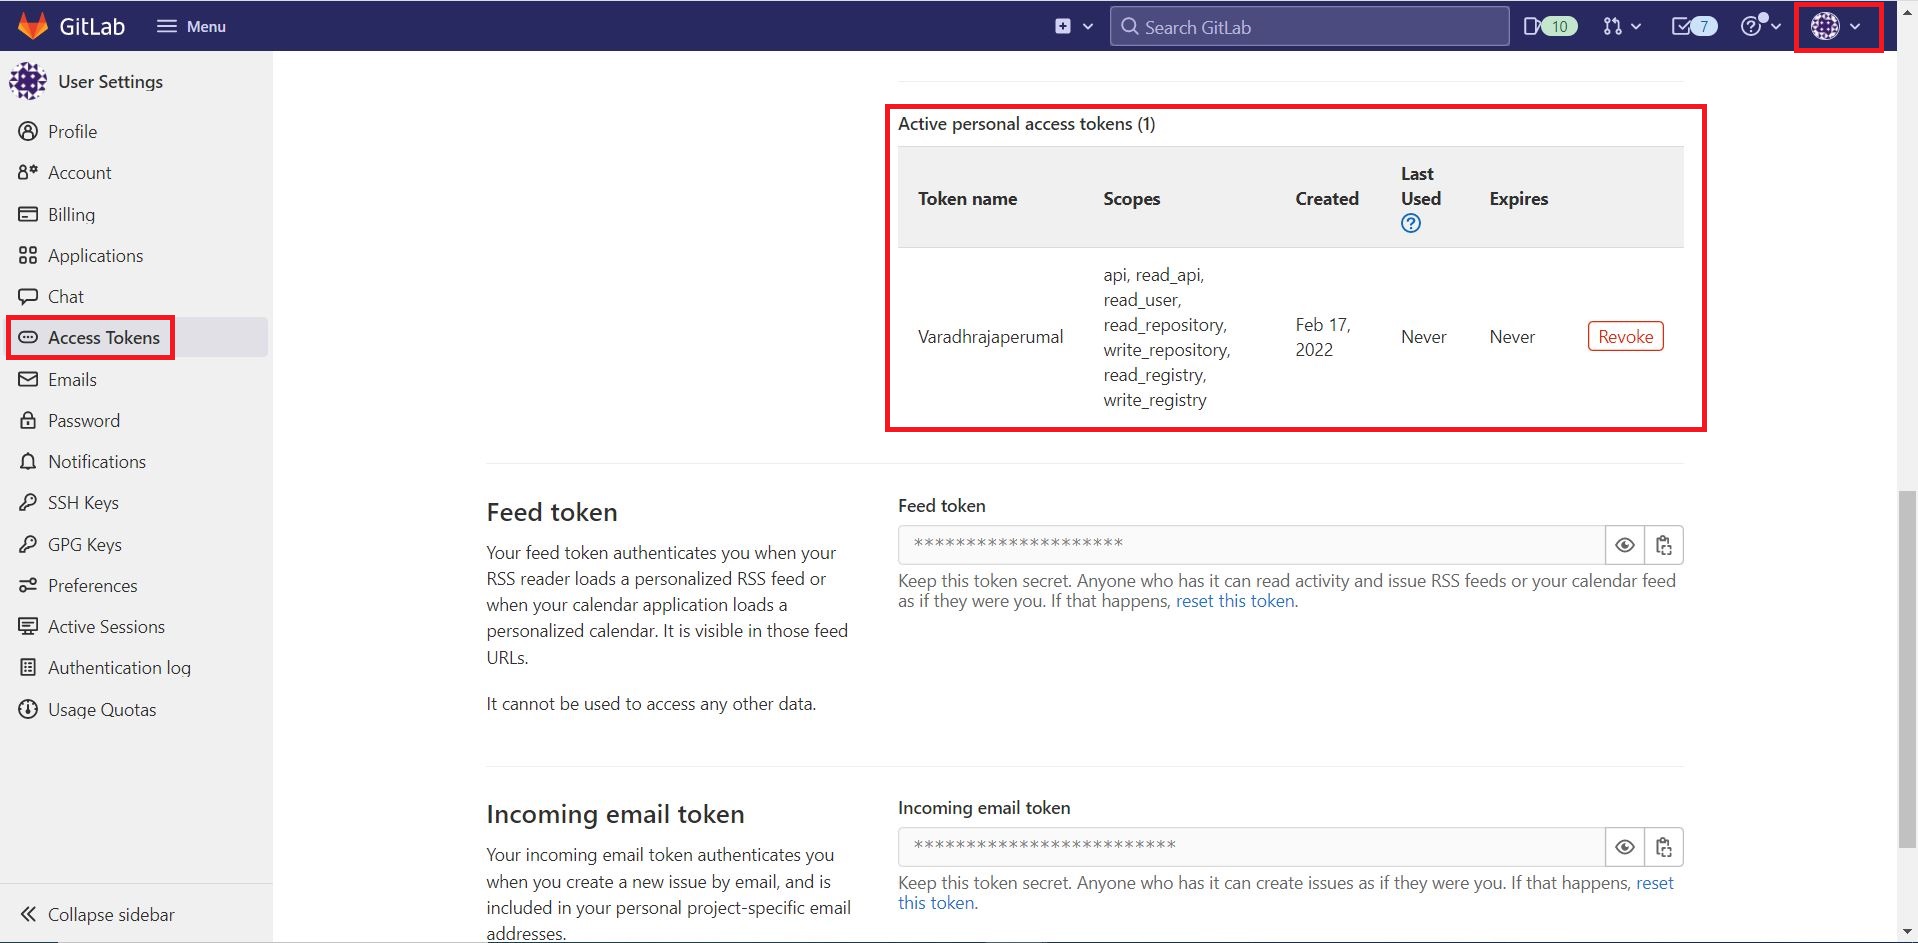 GitLab
Menu
Search GitLab
10
7
User Settings
Profile
Account
Billing
Applications
Chat
Access Tokens
Emails
Password
Notifications
SSH Keys
GPG Keys
Preferences
Active Sessions
Authentication log
Usage Quotas
Collapse sidebar
Active personal access tokens (1)
Token name
Scopes
Created
Last
Used
Expires
Varadhrajaperumal
api, read_api,
read_user,
read_repository,
write_repository,
read_registry,
write_registry
Feb 17,
2022
Never
Never
Revoke
Feed token
Your feed token authenticates you when your
RSS reader loads a personalized RSS feed or
when your calendar application loads a
personalized calendar. It is visible in those feed
URLs.
It cannot be used to access any other data.
Feed token
********************
Keep this token secret. Anyone who has it can read activity and issue RSS feeds or your calendar feed
as if they were you. If that happens, reset this token.
Incoming email token
Your incoming email token authenticates you
when you create a new issue by email, and is
included in your personal project-specific email
addresses.
Incoming email token
*************************
Keep this token secret. Anyone who has it can create issues as if they were you. If that happens, reset
this token.